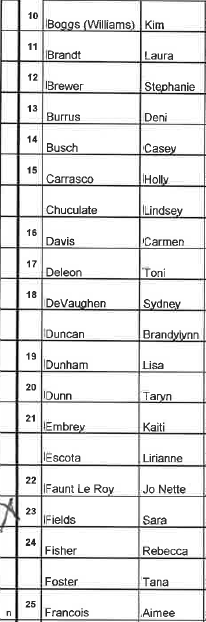 10 Boggs (Williams) Kim
11 Brandt Laura
12 Brewer Stephanie
13 Burrus Deni
14 Busch Casey
15 Carrasco Holly
Chuculate Lindsey
16 Davis Carmen
17 Deleon Toni
18 DeVaughen Sydney
Duncan Brandylynn
19 Dunham Lisa
20 Dunn Taryn
21 Embrey Kaiti
Escota Lirianne
22 Faunt Le Roy Jo Nette
23 Fields Sara
24 Fisher Rebecca
Foster Tana
n 25 Francois Aimee